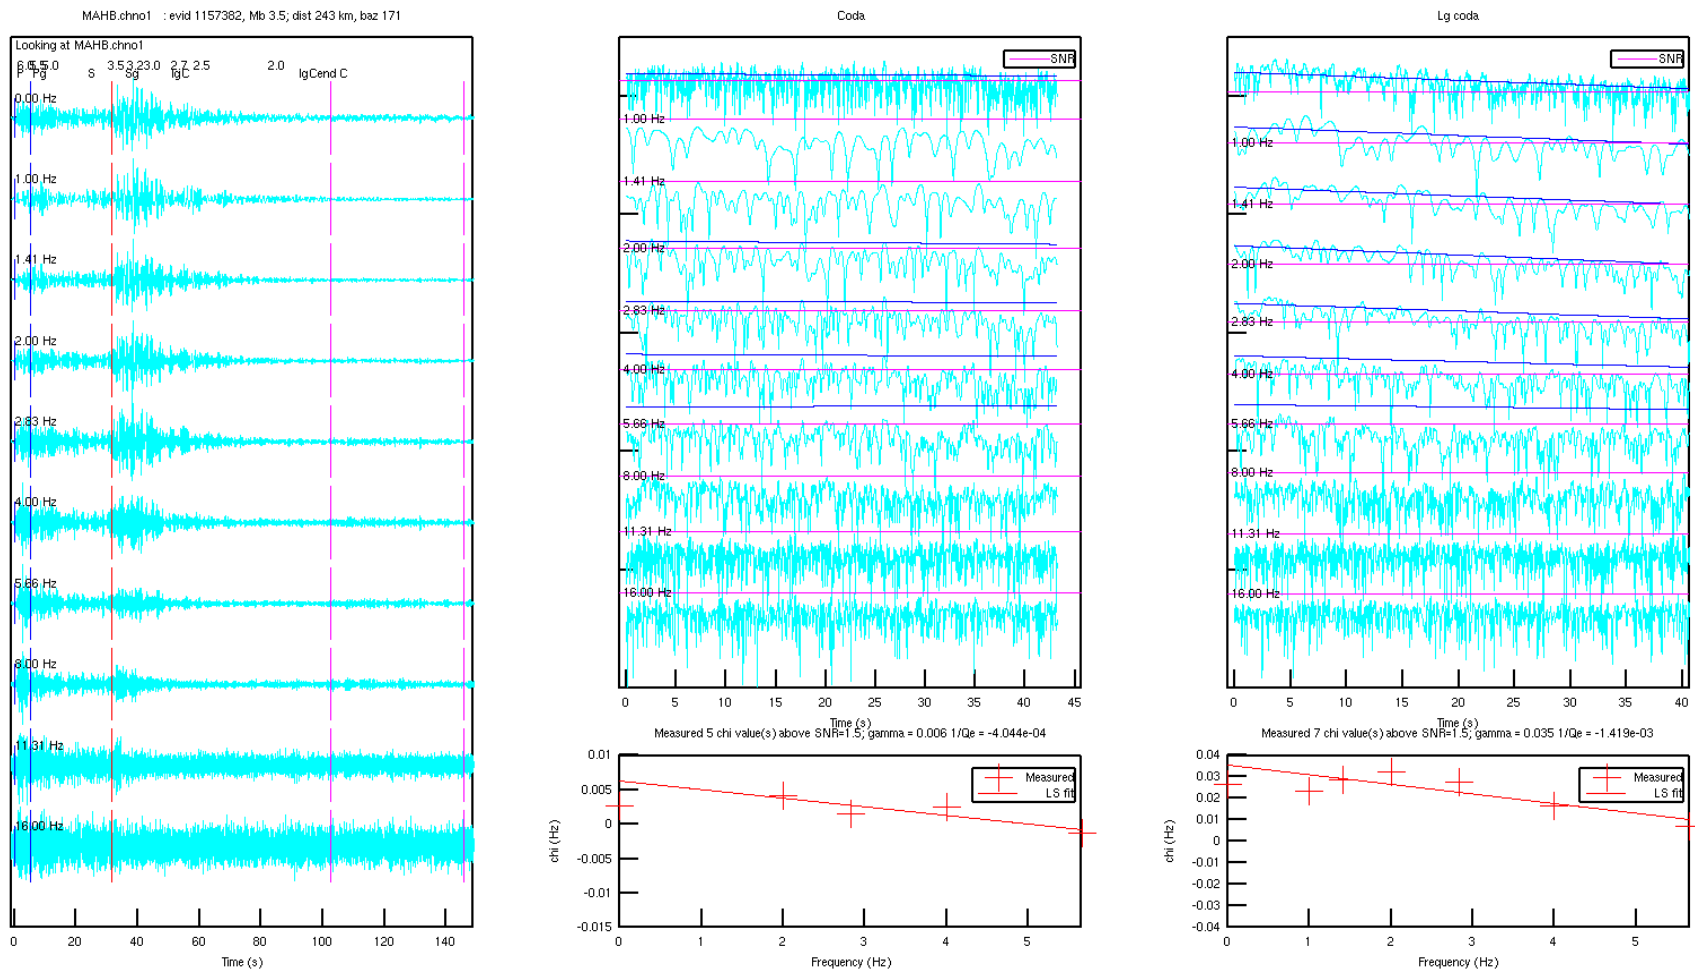 MAHB.chno1 : evid 1157382, Mb 3.5; dist 243 km, baz 171
Looking at MAHB.chno1
3.5 3.23.0 2.7 2.5 2.0
Pg S Sg lgC lgCend C
0.00 Hz
1.00 Hz
1.41 Hz
2.00 Hz
2.83 Hz
4.00 Hz
5.66 Hz
8.00 Hz
11.31 Hz
16.00 Hz
0 20 40 60 80 100 120 140
Time (s)
Coda
SNR
1.00 Hz
1.41 Hz
2.00 Hz
2.83 Hz
4.00 Hz
5.66 Hz
8.00 Hz
11.31 Hz
16.00 Hz
0 5 10 15 20 25 30 35 40 45
Time (s)
Measured 5 chi value(s) above SNR=1.5; gamma = 0.006 1/Qe = -4.044e-04
0.01
0.005
0
-0.005
-0.01
-0.015
chi (Hz)
Measured
LS fit
0 1 2 3 4 5
Frequency (Hz)
Lg coda
SNR
1.00 Hz
1.41 Hz
2.00 Hz
2.83 Hz
4.00 Hz
5.66 Hz
8.00 Hz
11.31 Hz
16.00 Hz
0 5 10 15 20 25 30 35 40
Time (s)
Measured 7 chi value(s) above SNR=1.5; gamma = 0.035 1/Qe = -1.419e-03
0.04
0.03
0.02
0.01
0
-0.01
-0.02
-0.03
-0.04
chi (Hz)
Measured
LS fit
0 1 2 3 4 5
Frequency (Hz)